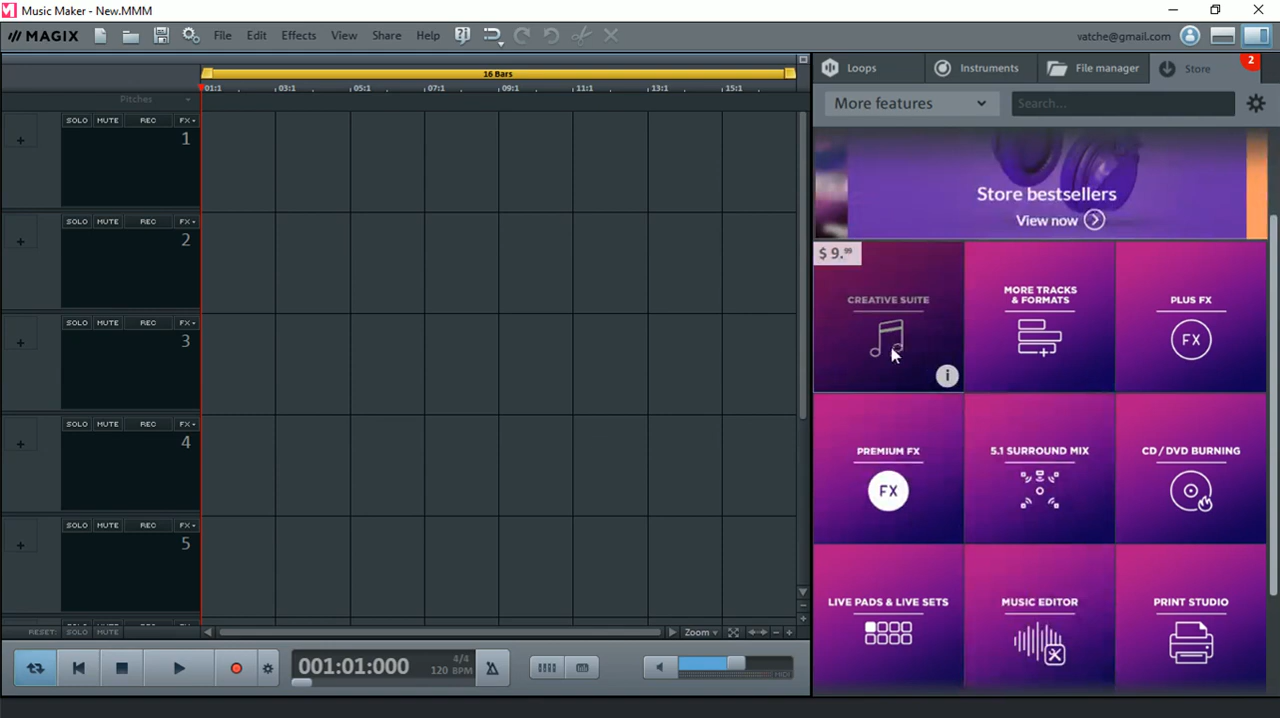 Music Maker - New.MMM
MAGIX File Edit Effects View Share Help vatche@gmail.com
16 Bars
01:1 03:1 05:1 07:1 09:1 11:1 13:1 15:1
Pitches
SOLO MUTE REC FX
1
SOLO MUTE REC FX
2
SOLO MUTE REC FX
3
SOLO MUTE REC FX
4
SOLO MUTE REC FX
5
RESET: SOLO MUTE
Zoom
001:01:000 4/4
120 BPM
MIDI
Loops Instruments File manager Store 2
More features Search...
Store bestsellers
View now
$ 9.99
CREATIVE SUITE
i
MORE TRACKS
& FORMATS
PLUS FX
FX
PREMIUM FX
FX
5.1 SURROUND MIX
CD / DVD BURNING
LIVE PADS & LIVE SETS
MUSIC EDITOR
PRINT STUDIO